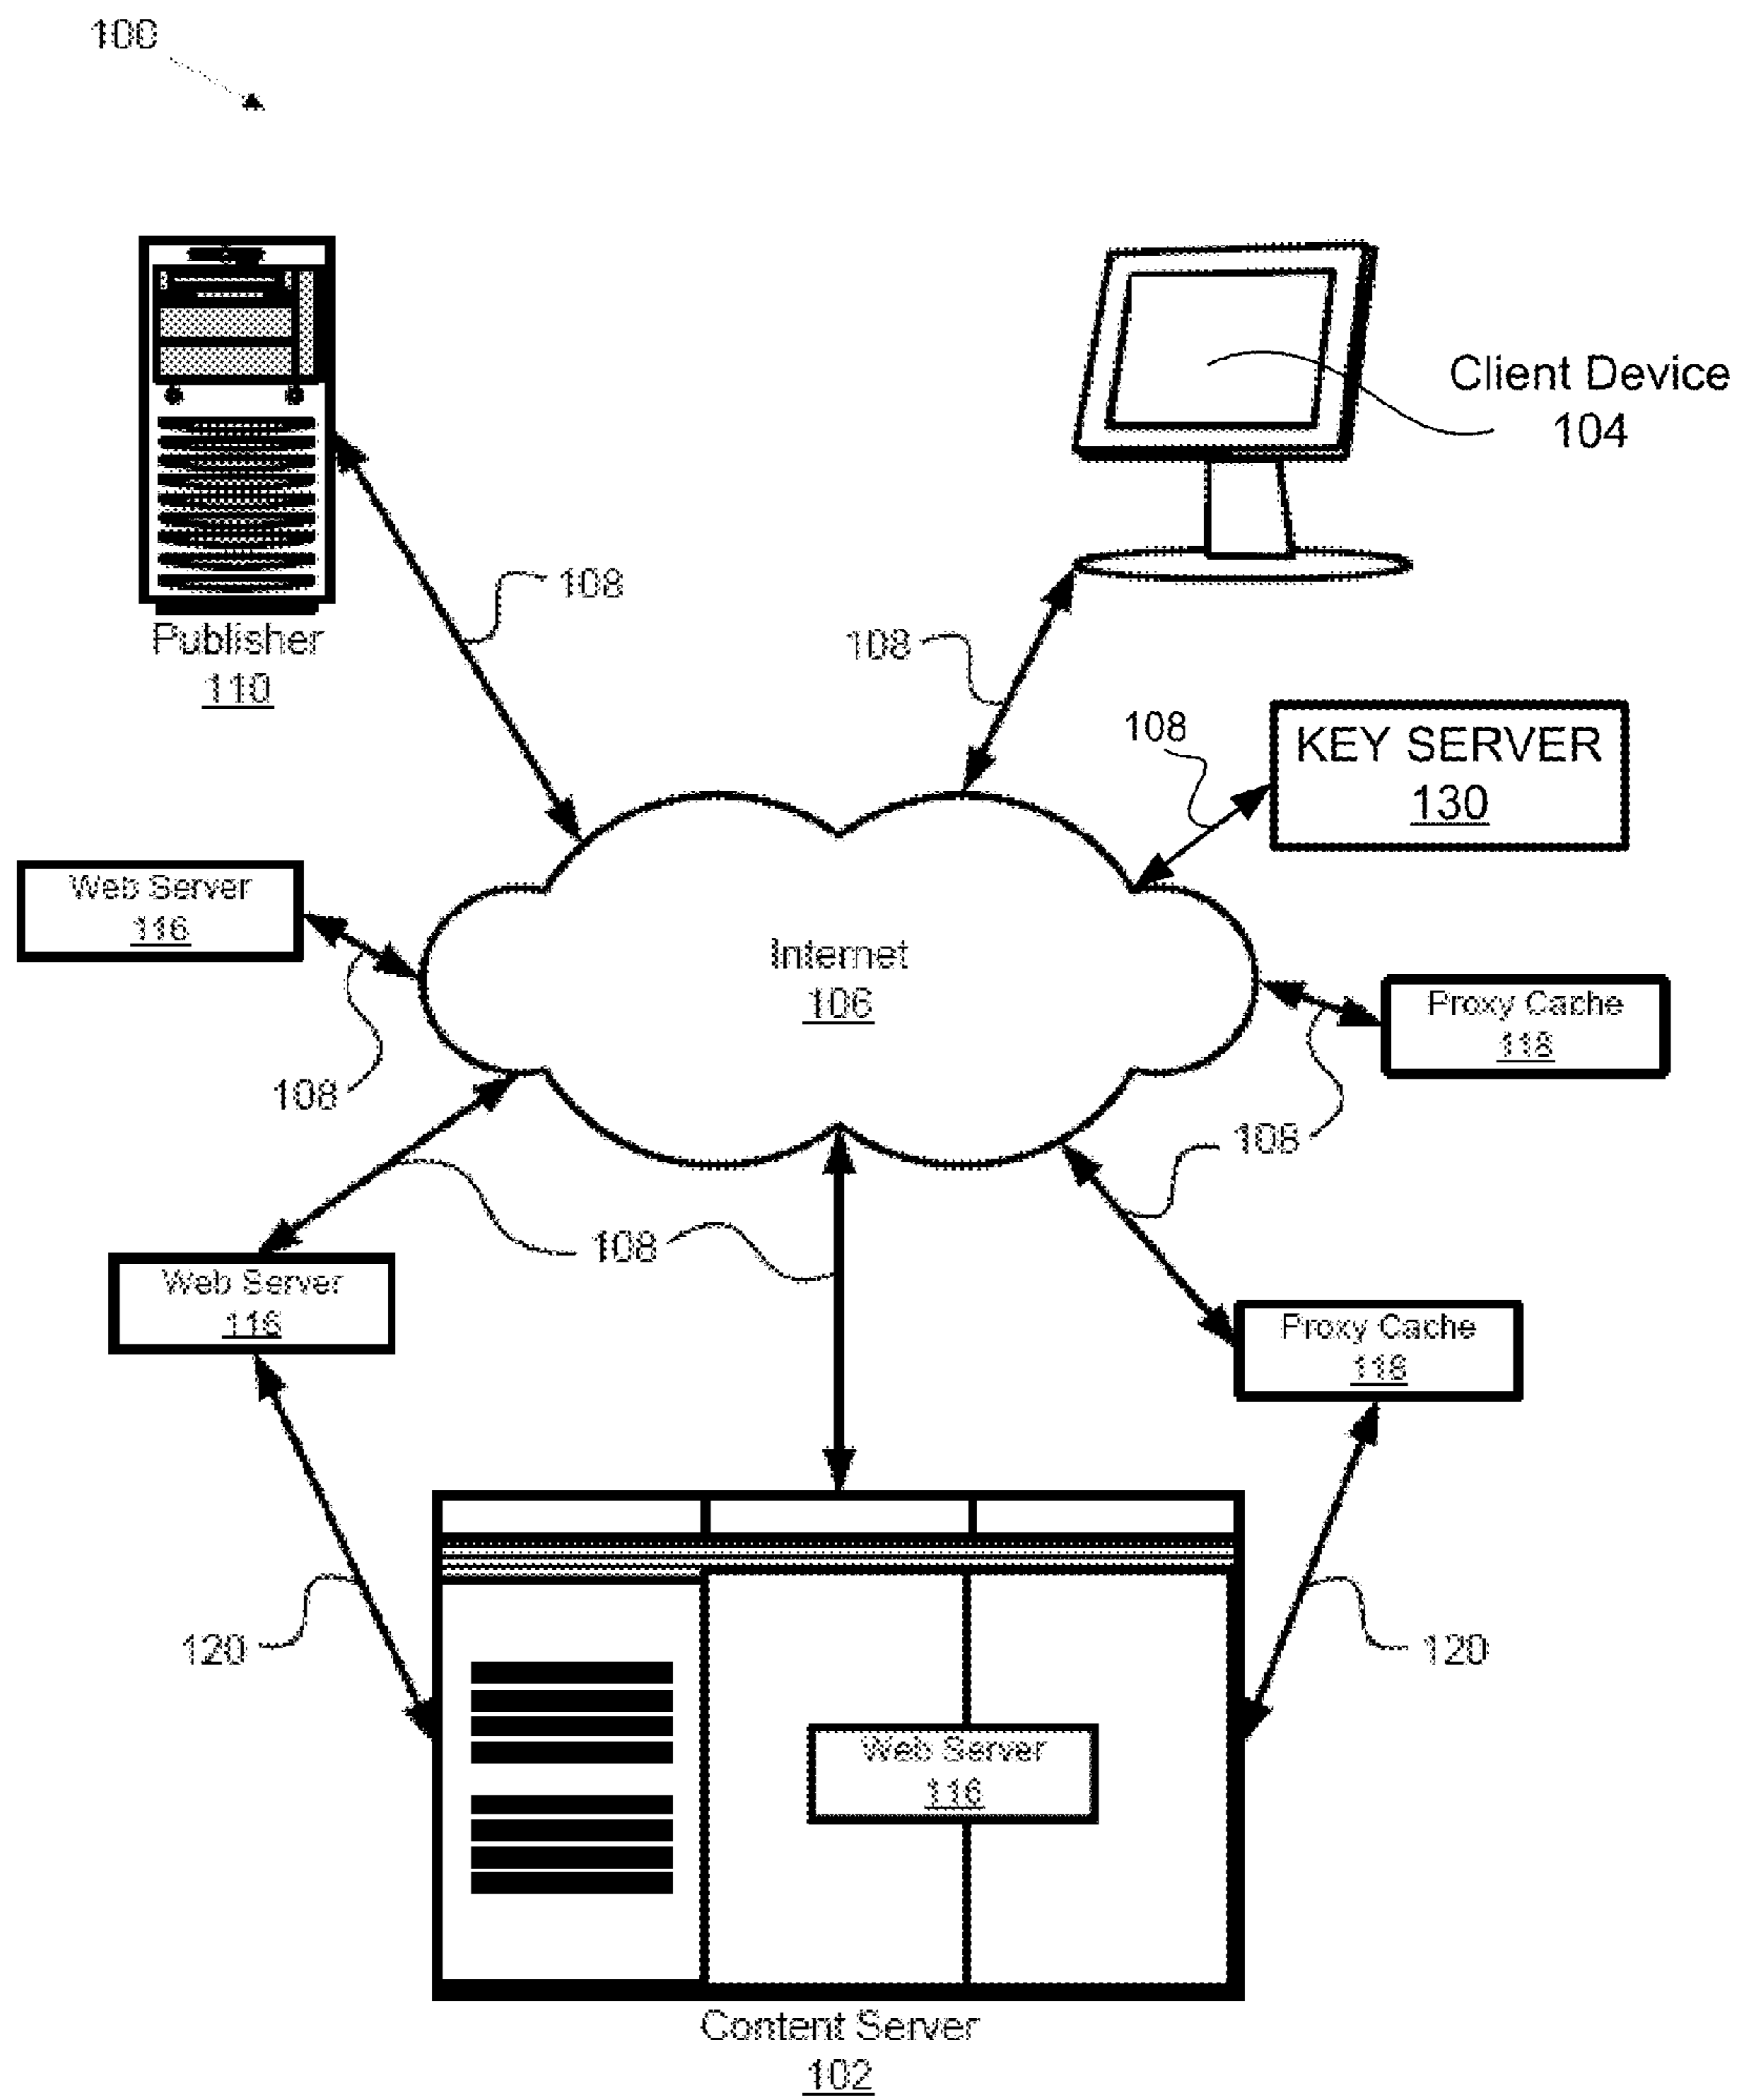 100
Client Device
104
108
Publisher
110
108
108
KEY SERVER
130
Web Server
116
Internet
106
Proxy Cache
118
108
108
108
Web Server
116
Proxy Cache
118
120
120
Web Server
116
Content Server
102